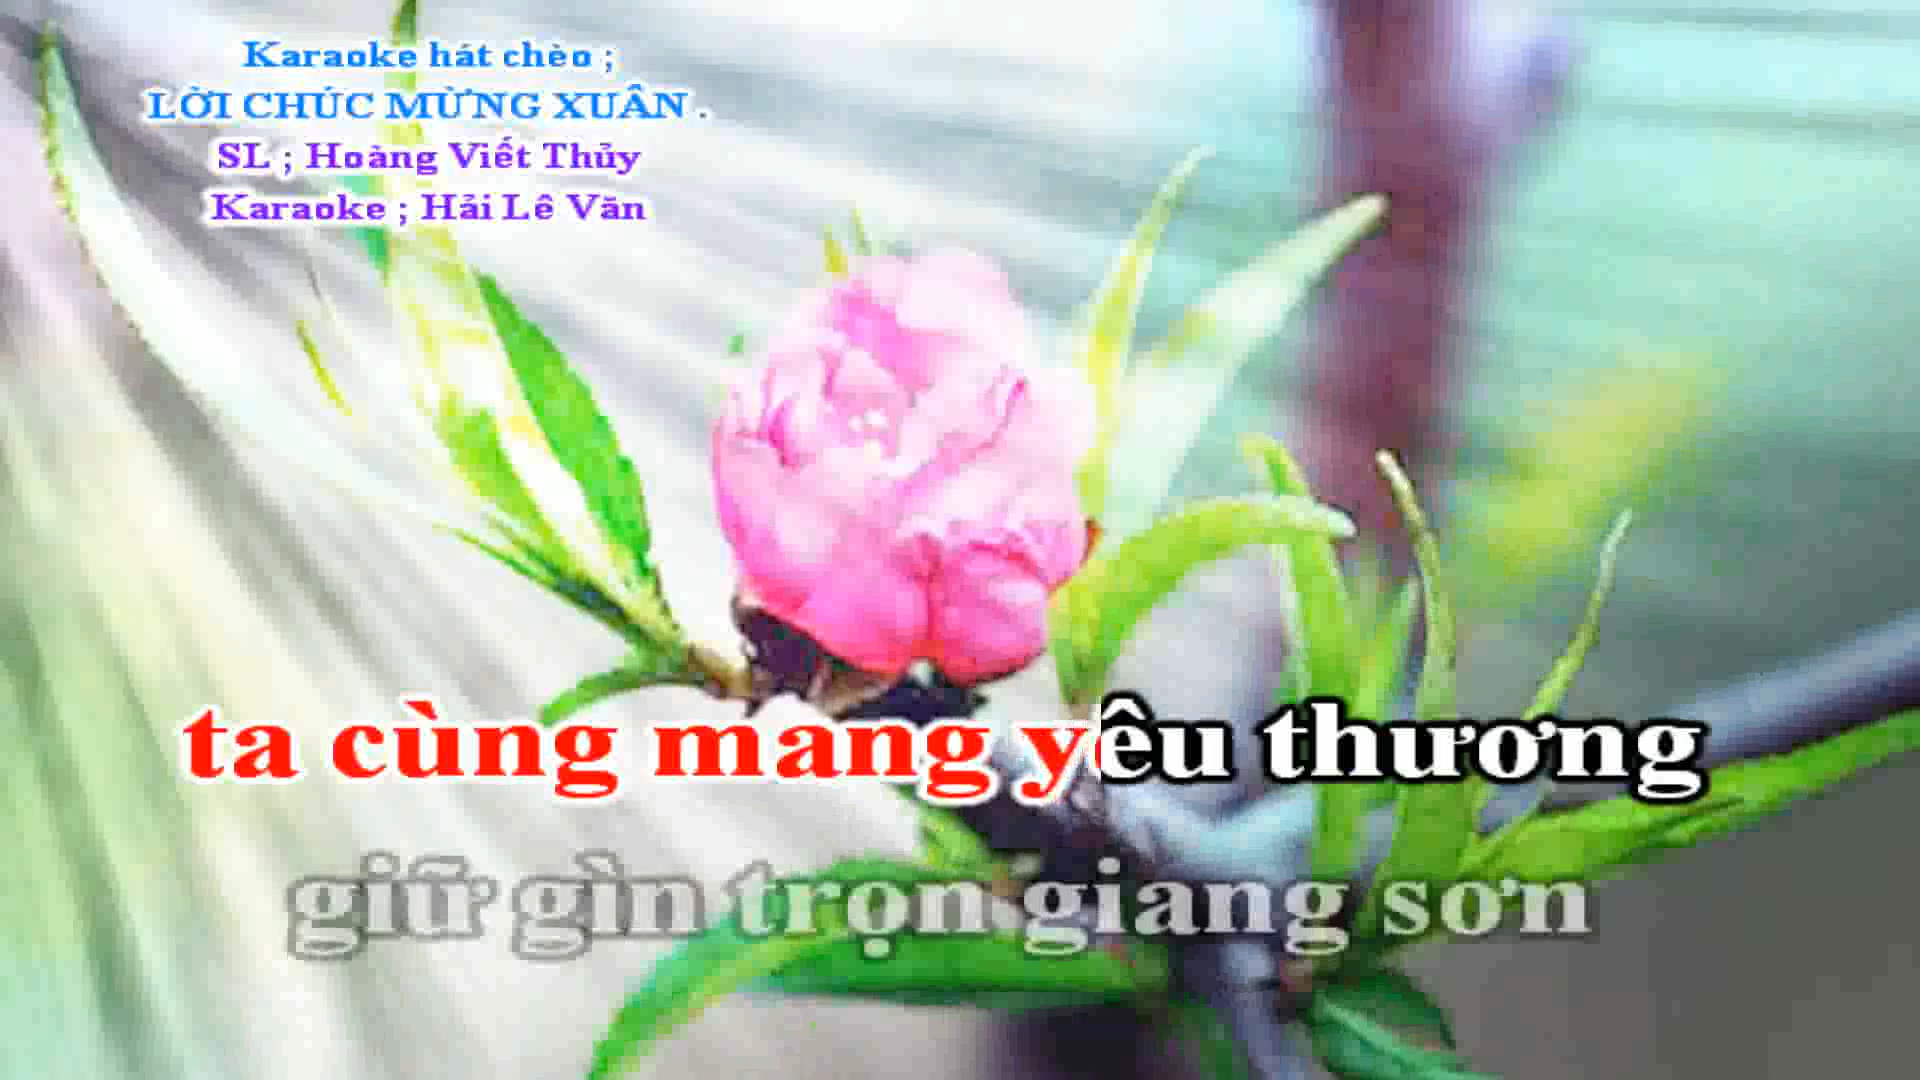 Karaoke hát chèo ;
LỜI CHÚC MỪNG XUÂN .
SL ; Hoàng Viết Thủy
Karaoke ; Hải Lê Văn
ta cùng mang yêu thương
giữ gìn trọn giang sơn